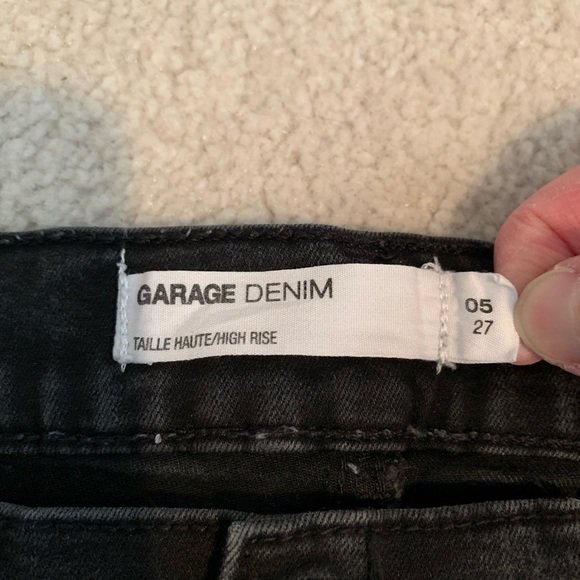 GARAGE DENIM
TAILLE HAUTE/HIGH RISE
05
27